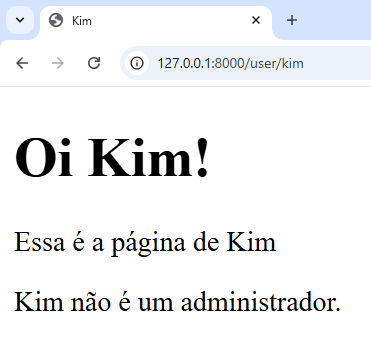 Kim
127.0.0.1:8000/user/kim
Oi Kim!
Essa é a página de Kim
Kim não é um administrador.